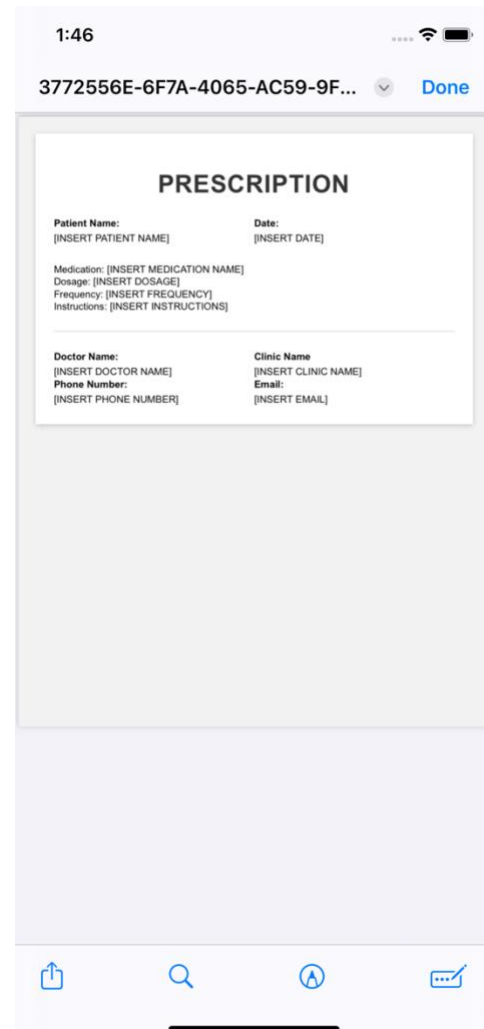 1:46
3772556E-6F7A-4065-AC59-9F... Done
PRESCRIPTION
Patient Name: Date:
[INSERT PATIENT NAME] [INSERT DATE]
Medication: [INSERT MEDICATION NAME]
Dosage: [INSERT DOSAGE]
Frequency: [INSERT FREQUENCY]
Instructions: [INSERT INSTRUCTIONS]
Doctor Name: Clinic Name
[INSERT DOCTOR NAME] [INSERT CLINIC NAME]
Phone Number: Email:
[INSERT PHONE NUMBER] [INSERT EMAIL]